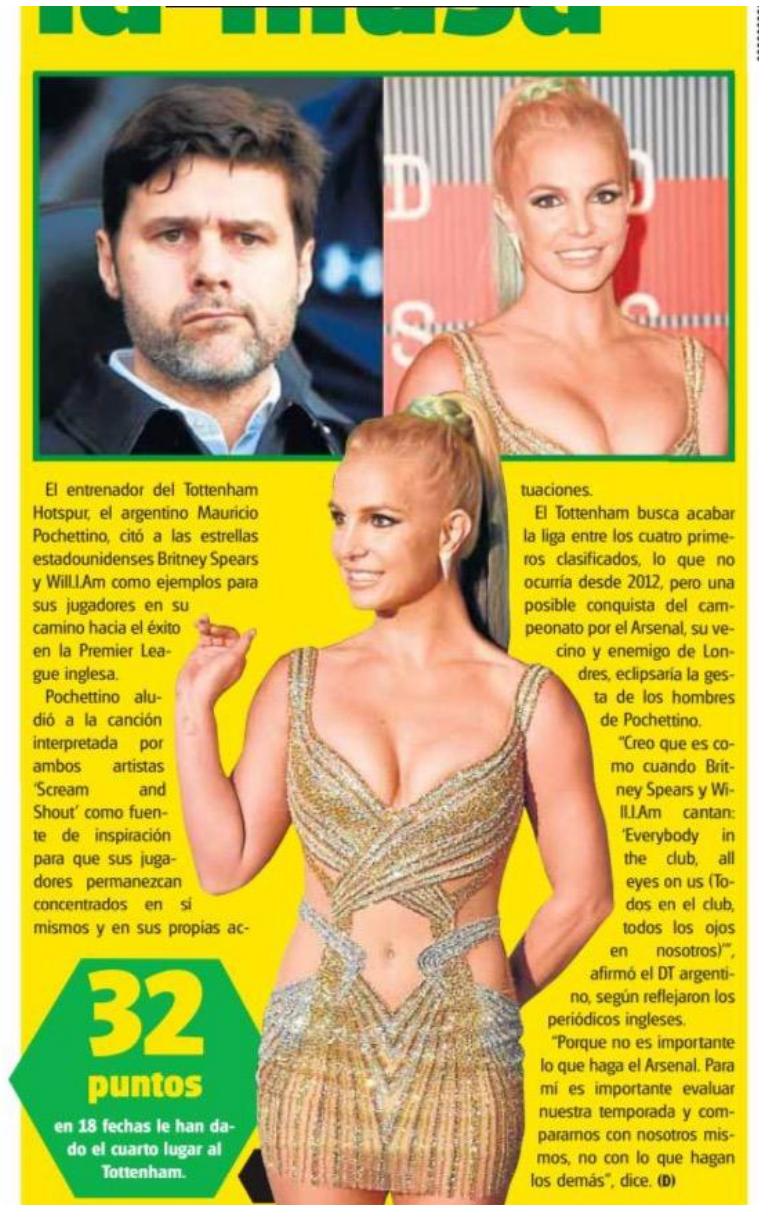 la masa
El entrenador del Tottenham
Hotspur, el argentino Mauricio
Pochettino, citó a las estrellas
estadounidenses Britney Spears
y Will.I.Am como ejemplos para
sus jugadores en su
camino hacia el éxito
en la Premier Lea-
gue inglesa.
Pochettino alu-
dió a la canción
interpretada por
ambos artistas
'Scream and
Shout' como fuen-
te de inspiración
para que sus juga-
dores permanezcan
concentrados en sí
mismos y en sus propias ac-
tuaciones.
El Tottenham busca acabar
la liga entre los cuatro prime-
ros clasificados, lo que no
ocurría desde 2012, pero una
posible conquista del cam-
peonato por el Arsenal, su ve-
cino y enemigo de Lon-
dres, eclipsaría la ges-
ta de los hombres
de Pochettino.
"Creo que es co-
mo cuando Brit-
ney Spears y Wi-
ll.I.Am cantan:
'Everybody in
the club, all
eyes on us (To-
dos en el club,
todos los ojos
en nosotros)'",
afirmó el DT argenti-
no, según reflejaron los
periódicos ingleses.
"Porque no es importante
lo que haga el Arsenal. Para
mí es importante evaluar
nuestra temporada y com-
pararnos con nosotros mis-
mos, no con lo que hagan
los demás", dice. (D)
32
puntos
en 18 fechas le han da-
do el cuarto lugar al
Tottenham.